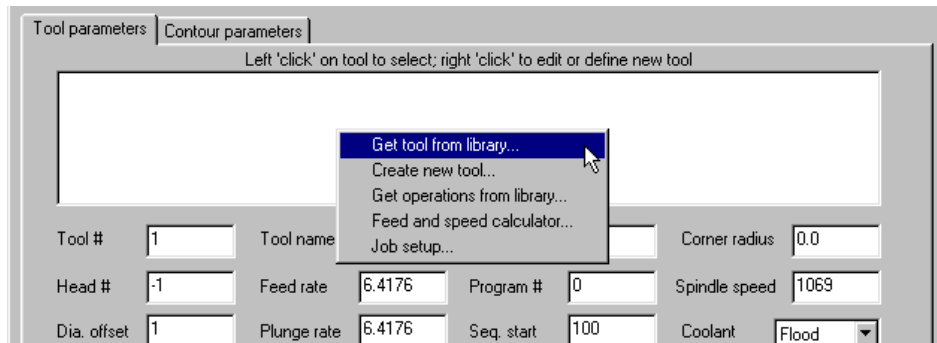 Tool parameters Contour parameters
Left 'click' on tool to select; right 'click' to edit or define new tool
Get tool from library...
Create new tool...
Get operations from library...
Feed and speed calculator...
Job setup...
Tool # 1 Tool name Corner radius 0.0
Head # -1 Feed rate 6.4176 Program # 0 Spindle speed 1069
Dia. offset 1 Plunge rate 6.4176 Seq. start 100 Coolant Flood